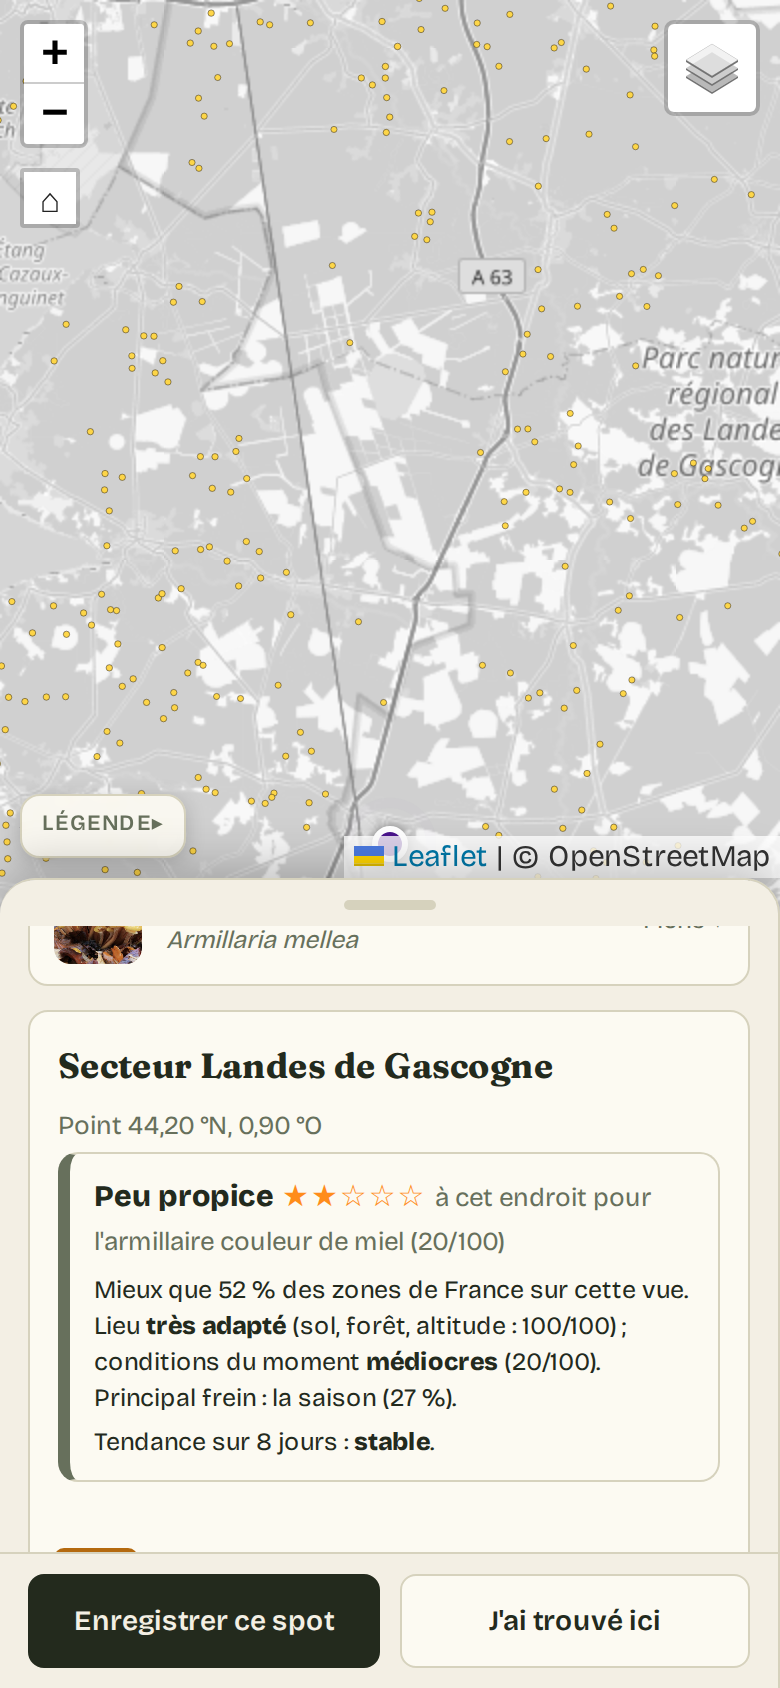 +
−
A 63
Étang
Cazaux-
nguinet
Parc natur
régional
des Lande
de Gascog
LÉGENDE▸
Leaflet | © OpenStreetMap
Armillaria mellea
Secteur Landes de Gascogne
Point 44,20 °N, 0,90 °O
Peu propice ★★☆☆☆ à cet endroit pour
l'armillaire couleur de miel (20/100)
Mieux que 52 % des zones de France sur cette vue.
Lieu très adapté (sol, forêt, altitude : 100/100) ;
conditions du moment médiocres (20/100).
Principal frein : la saison (27 %).
Tendance sur 8 jours : stable.
Enregistrer ce spot
J'ai trouvé ici